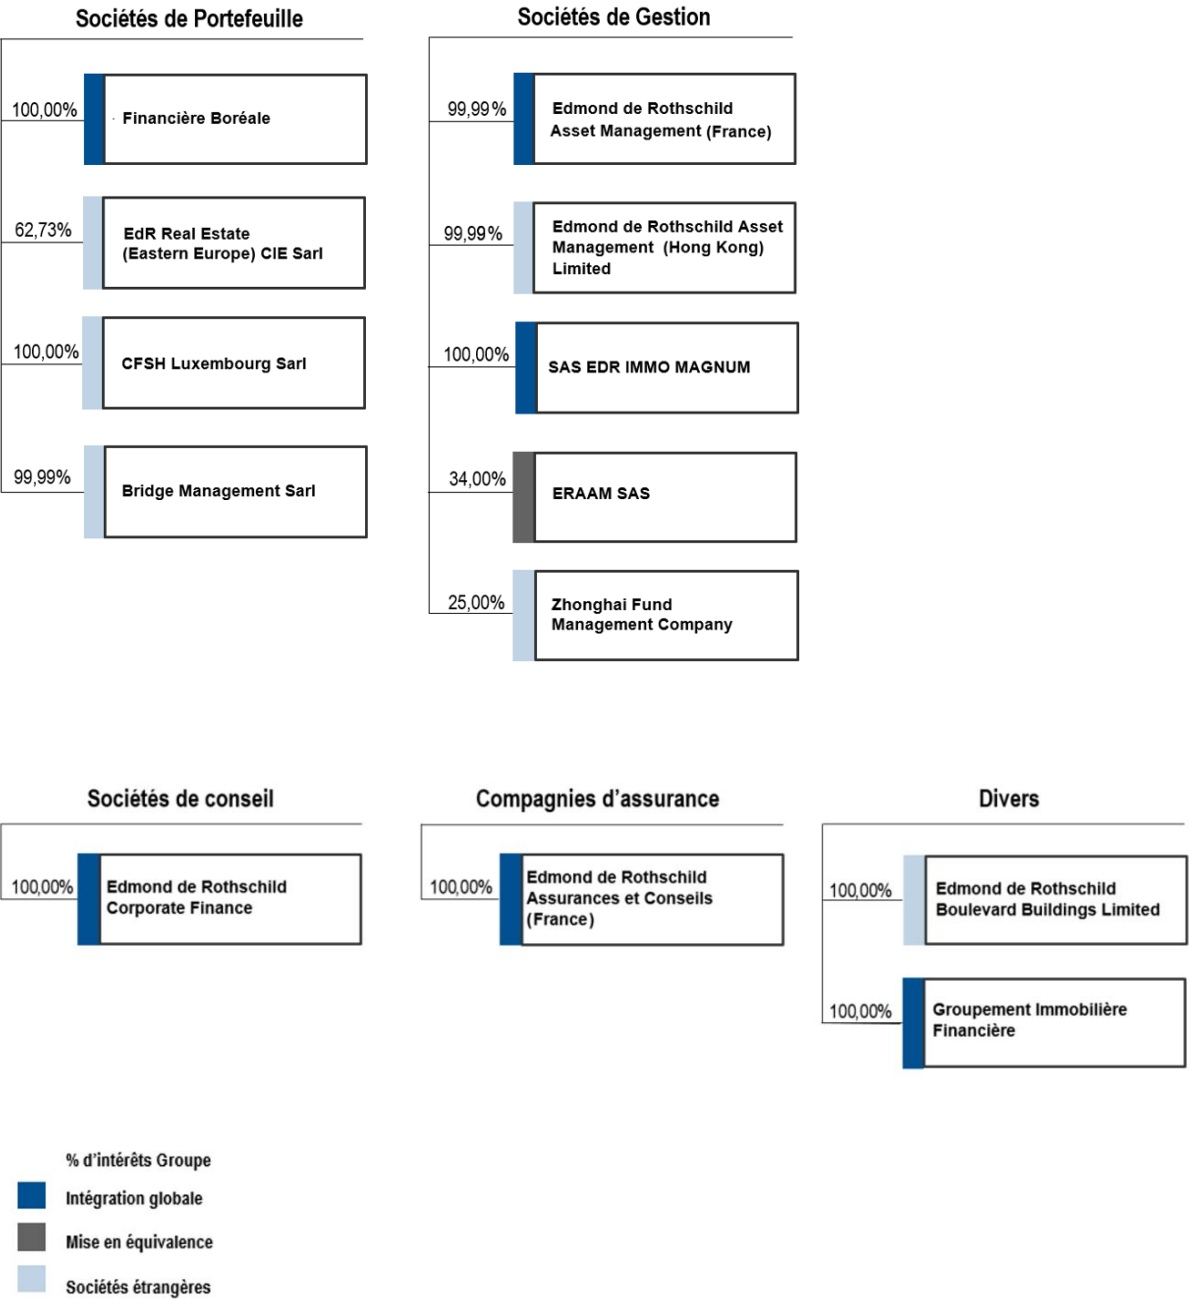 Sociétés de Portefeuille
100,00%
Financière Boréale
62,73%
EdR Real Estate
(Eastern Europe) CIE Sarl
100,00%
CFSH Luxembourg Sarl
99,99%
Bridge Management Sarl
Sociétés de Gestion
99,99%
Edmond de Rothschild
Asset Management (France)
99,99%
Edmond de Rothschild Asset
Management (Hong Kong)
Limited
100,00%
SAS EDR IMMO MAGNUM
34,00%
ERAAM SAS
25,00%
Zhonghai Fund
Management Company
Sociétés de conseil
100,00%
Edmond de Rothschild
Corporate Finance
Compagnies d’assurance
100,00%
Edmond de Rothschild
Assurances et Conseils
(France)
Divers
100,00%
Edmond de Rothschild
Boulevard Buildings Limited
100,00%
Groupement Immobilière
Financière
% d’intérêts Groupe
Intégration globale
Mise en équivalence
Sociétés étrangères